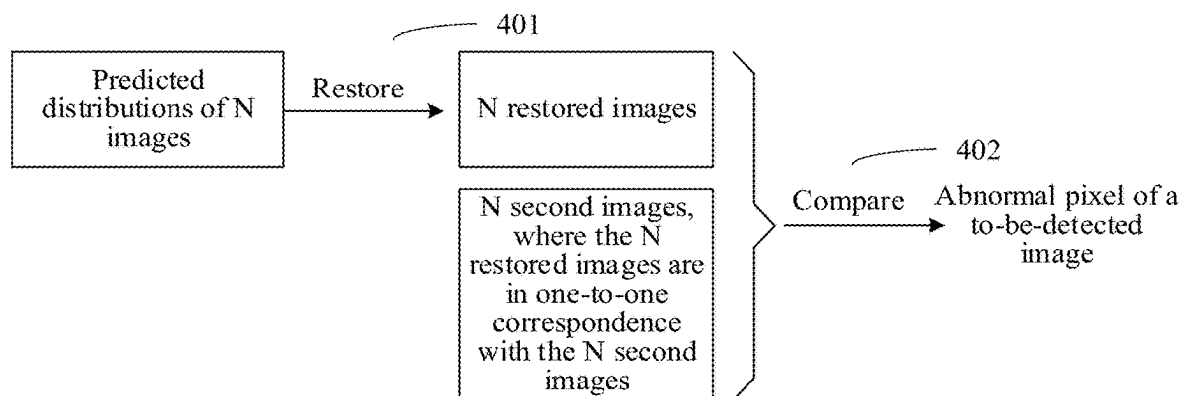 401
Predicted
distributions of N
images
Restore
N restored images
402
N second images,
where the N
restored images are
in one-to-one
correspondence
with the N second
images
Compare
Abnormal pixel of a
to-be-detected
image